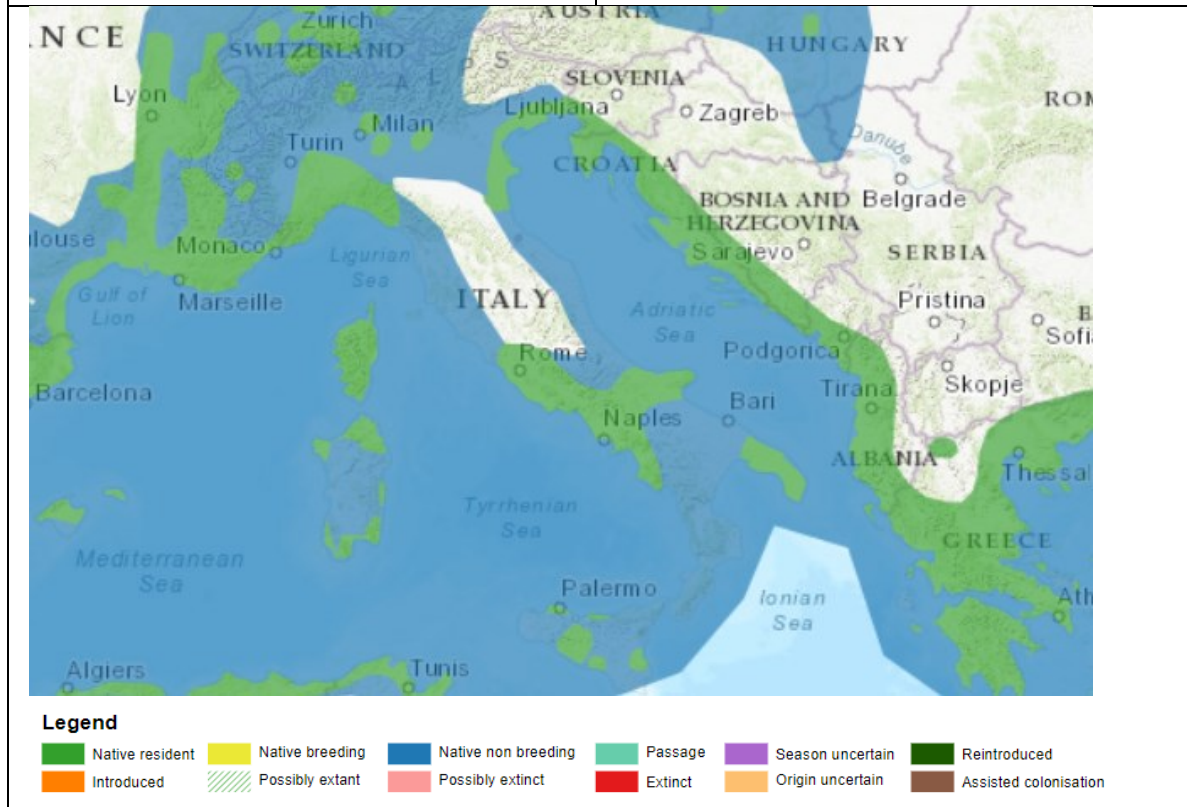 AUSTRIA
Zurich
.NCE
SWITZERLAND
A L P S
HUNGARY
SLOVENIA
Lyon
Ljubljana
Zagreb
ROM
Milan
Turin
Danube
CROATIA
BOSNIA AND
HERZEGOVINA
Belgrade
ulouse
Monaco
Ligurian
Sea
Sarajevo
SERBIA
Gulf of
Lion
Marseille
ITALY
Adriatic
Sea
Pristina
B
Sofi
Rome
Podgorica
Skopje
Barcelona
Tirana
Bari
Naples
ALBANIA
Thessal
Tyrrhenian
Sea
GREECE
Mediterranean
Sea
Palermo
Ionian
Sea
Ath
Algiers
Tunis
Legend
Native resident Native breeding Native non breeding Passage Season uncertain Reintroduced
Introduced Possibly extant Possibly extinct Extinct Origin uncertain Assisted colonisation